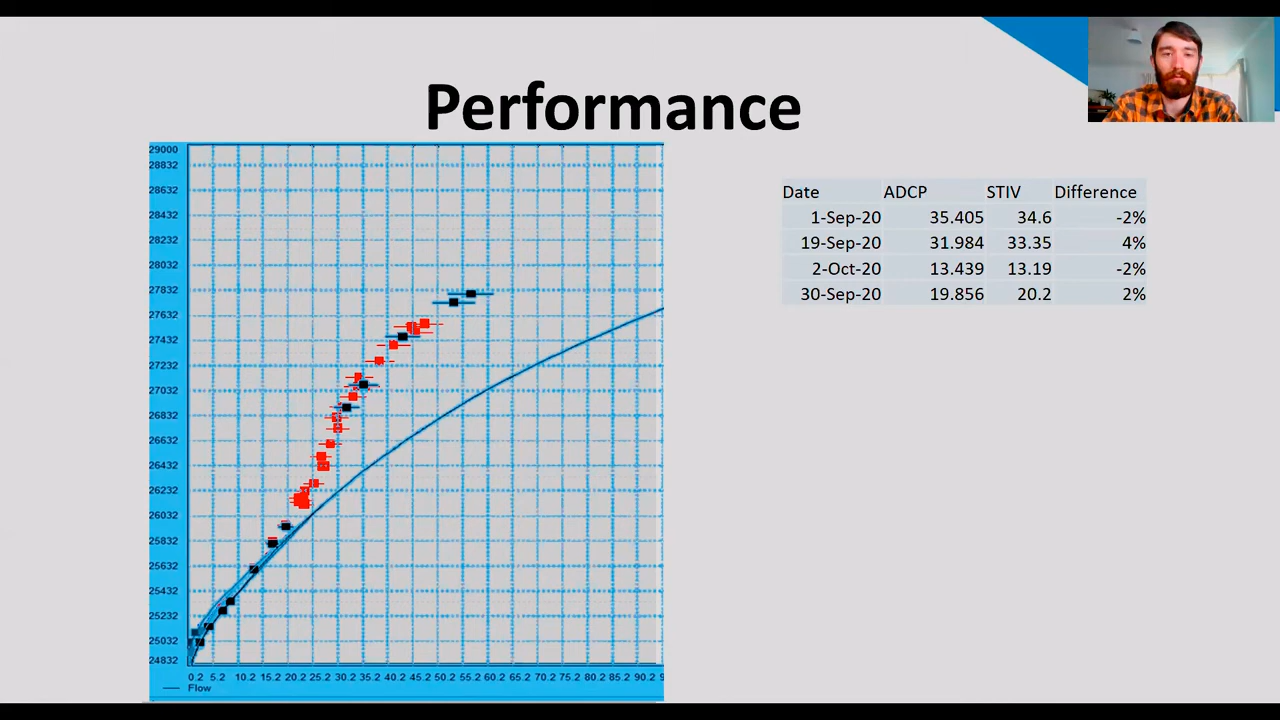 Performance
29000
28832
28632
28432
28232
28032
27832
27632
27432
27232
27032
26832
26632
26432
26232
26032
25832
25632
25432
25232
25032
24832
0.2 5.2 10.2 15.2 20.2 25.2 30.2 35.2 40.2 45.2 50.2 55.2 60.2 65.2 70.2 75.2 80.2 85.2 90.2 9
Flow
Date ADCP STIV Difference
1-Sep-20 35.405 34.6 -2%
19-Sep-20 31.984 33.35 4%
2-Oct-20 13.439 13.19 -2%
30-Sep-20 19.856 20.2 2%